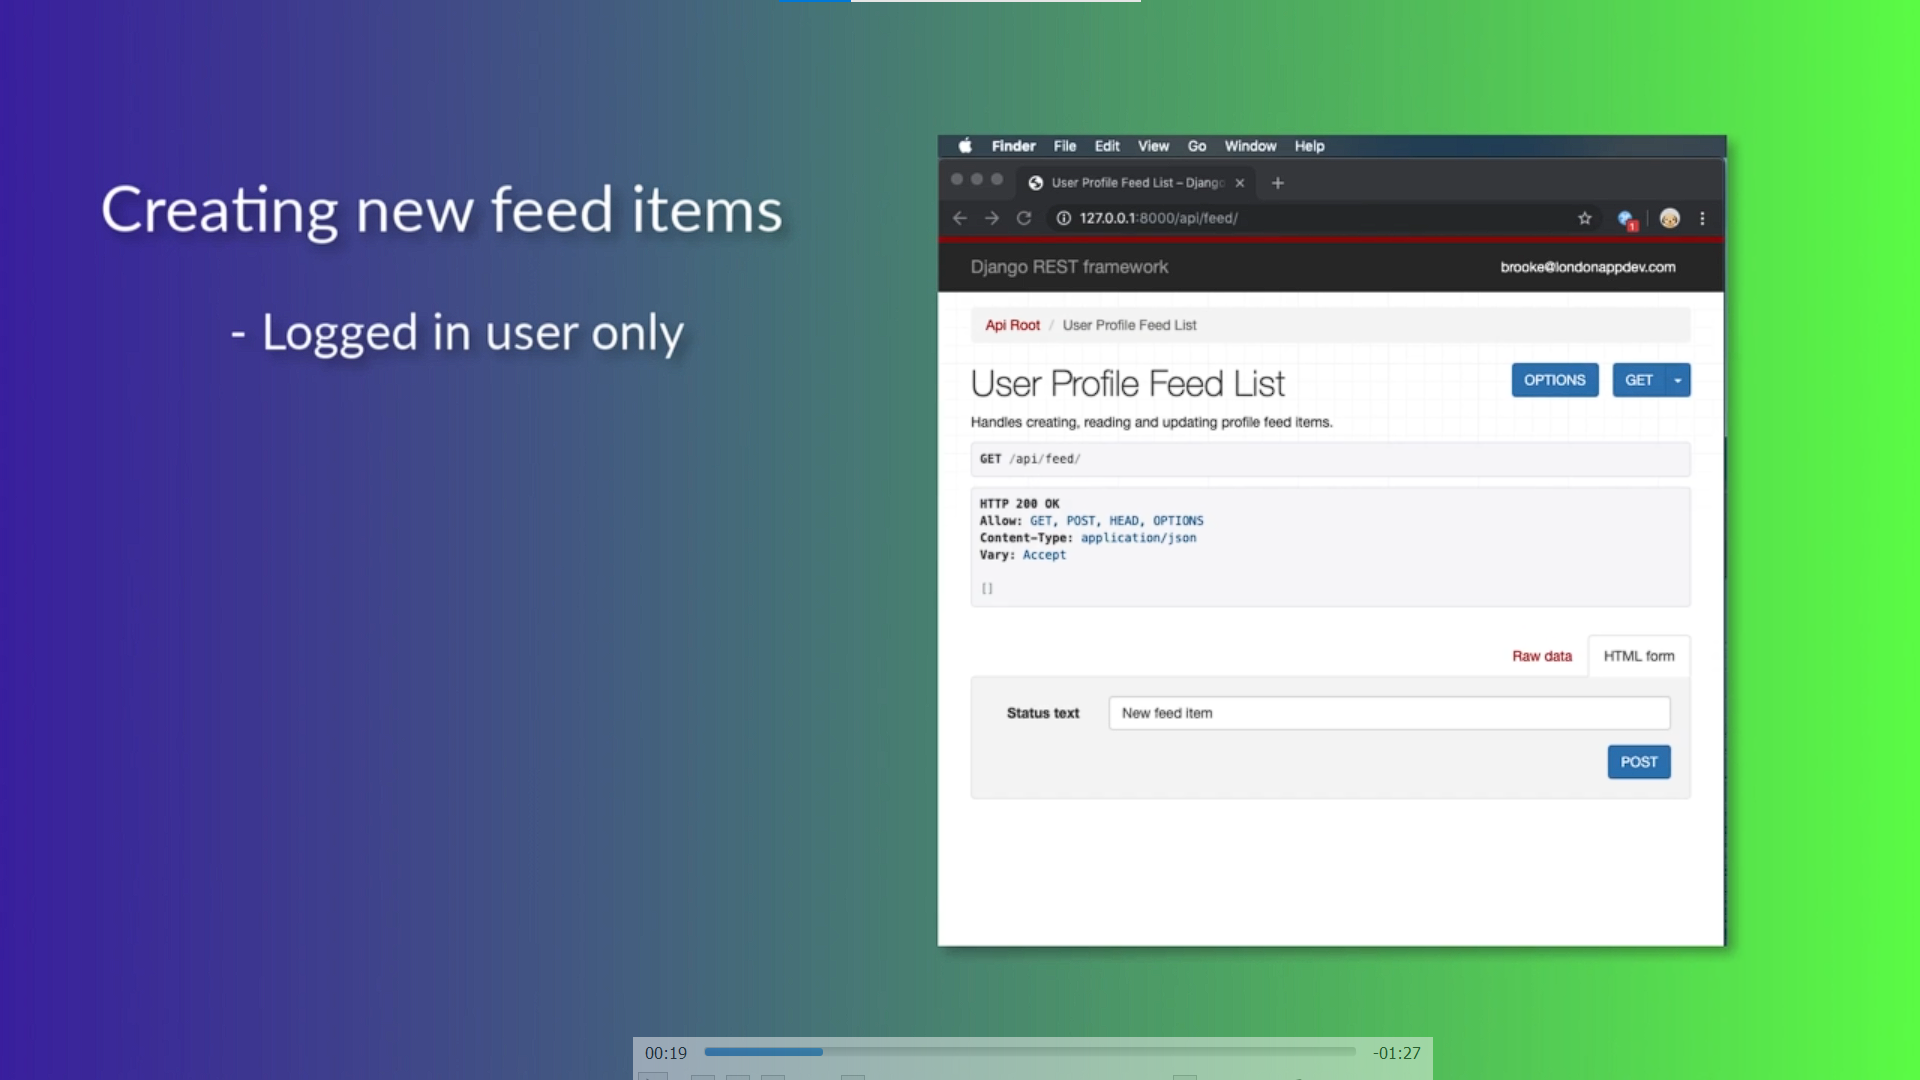 Creating new feed items
- Logged in user only
Finder File Edit View Go Window Help
User Profile Feed List – Django
127.0.0.1:8000/api/feed/
1
Django REST framework
brooke@londonappdev.com
Api Root / User Profile Feed List
User Profile Feed List
OPTIONS
GET
Handles creating, reading and updating profile feed items.
GET /api/feed/
HTTP 200 OK
Allow: GET, POST, HEAD, OPTIONS
Content-Type: application/json
Vary: Accept
[]
Raw data
HTML form
Status text
New feed item
POST
00:19
-01:27